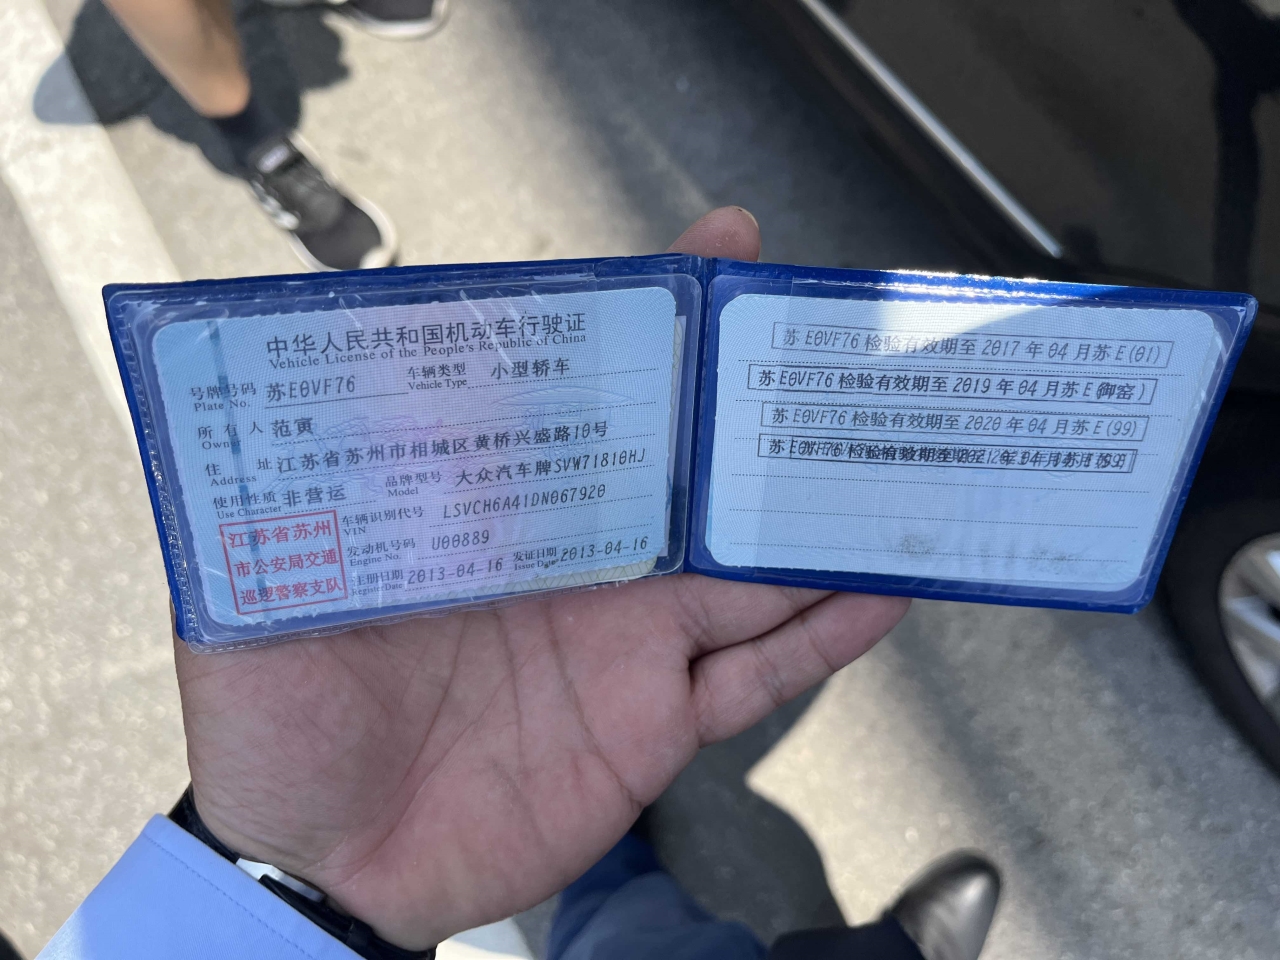 中华人民共和国机动车行驶证
Vehicle License of the People's Republic of China
号牌号码 苏E0VF76 车辆类型 小型轿车
Plate No. Vehicle Type
所有人 范寅
Owner
住址 江苏省苏州市相城区黄桥兴盛路10号
Address
使用性质 非营运 品牌型号 大众汽车牌SVW71810HJ
Use Character Model
车辆识别代号 LSVCH6A41DN067920
VIN
发动机号码 U00889
Engine No.
注册日期 2013-04-16 发证日期 2013-04-16
Register Date Issue Date
江苏省苏州
市公安局交通
巡逻警察支队
苏E0VF76检验有效期至2017年04月苏E(01)
苏E0VF76检验有效期至2019年04月苏E(御窑)
苏E0VF76检验有效期至2020年04月苏E(99)
检验有效期至